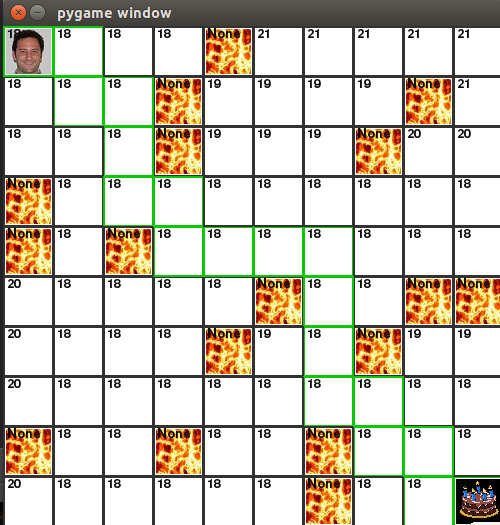 pygame window
18 18 18 18 None 21 21 21 21 21
18 18 18 None 19 19 19 19 None 21
18 18 18 None 19 19 19 None 20 20
None 18 18 18 18 18 18 18 18 18
None 18 None 18 18 18 18 18 18 18
20 18 18 18 18 None 18 18 None None
20 18 18 18 None 19 18 None 19 19
20 18 18 18 18 18 18 18 18 18
None 18 18 None 18 18 None 18 18 18
20 18 18 18 18 18 None 18 18